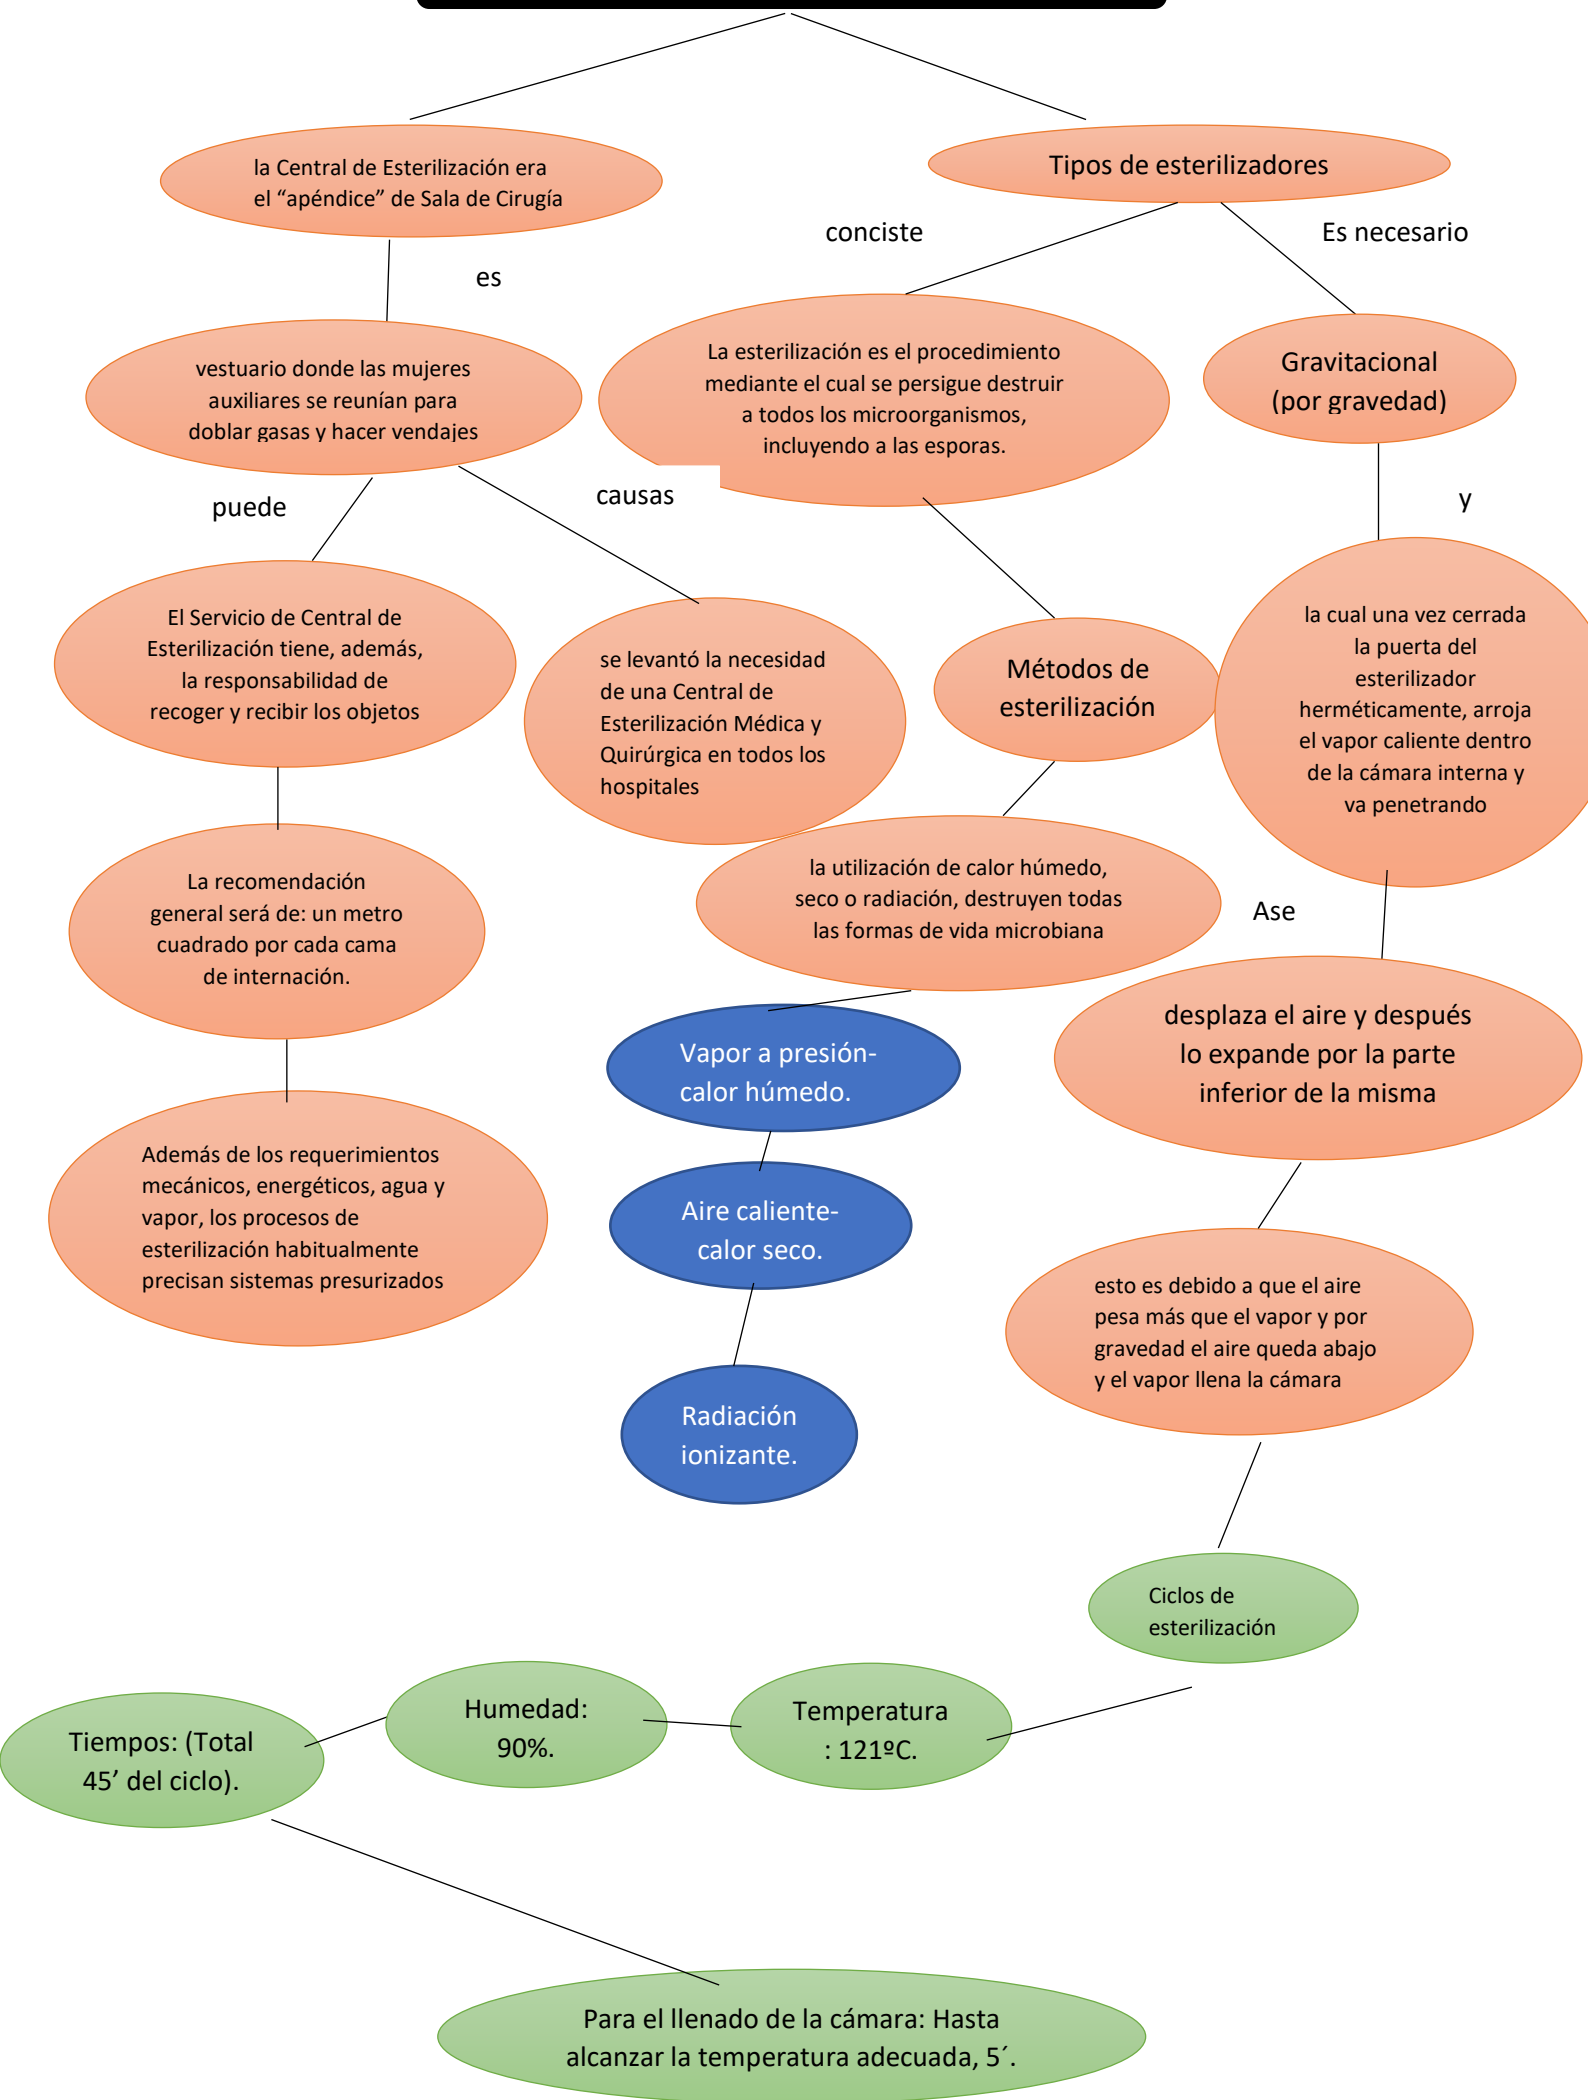 la Central de Esterilización era
el “apéndice” de Sala de Cirugía
Tipos de esterilizadores
conciste
Es necesario
es
vestuario donde las mujeres
auxiliares se reunían para
doblar gasas y hacer vendajes
La esterilización es el procedimiento
mediante el cual se persigue destruir
a todos los microorganismos,
incluyendo a las esporas.
Gravitacional
(por gravedad)
puede
causas
y
El Servicio de Central de
Esterilización tiene, además,
la responsabilidad de
recoger y recibir los objetos
se levantó la necesidad
de una Central de
Esterilización Médica y
Quirúrgica en todos los
hospitales
Métodos de
esterilización
la cual una vez cerrada
la puerta del
esterilizador
herméticamente, arroja
el vapor caliente dentro
de la cámara interna y
va penetrando
La recomendación
general será de: un metro
cuadrado por cada cama
de internación.
la utilización de calor húmedo,
seco o radiación, destruyen todas
las formas de vida microbiana
Ase
Vapor a presión-
calor húmedo.
desplaza el aire y después
lo expande por la parte
inferior de la misma
Además de los requerimientos
mecánicos, energéticos, agua y
vapor, los procesos de
esterilización habitualmente
precisan sistemas presurizados
Aire caliente-
calor seco.
esto es debido a que el aire
pesa más que el vapor y por
gravedad el aire queda abajo
y el vapor llena la cámara
Radiación
ionizante.
Ciclos de
esterilización
Temperatura
: 121ºC.
Humedad:
90%.
Tiempos: (Total
45’ del ciclo).
Para el llenado de la cámara: Hasta
alcanzar la temperatura adecuada, 5´.